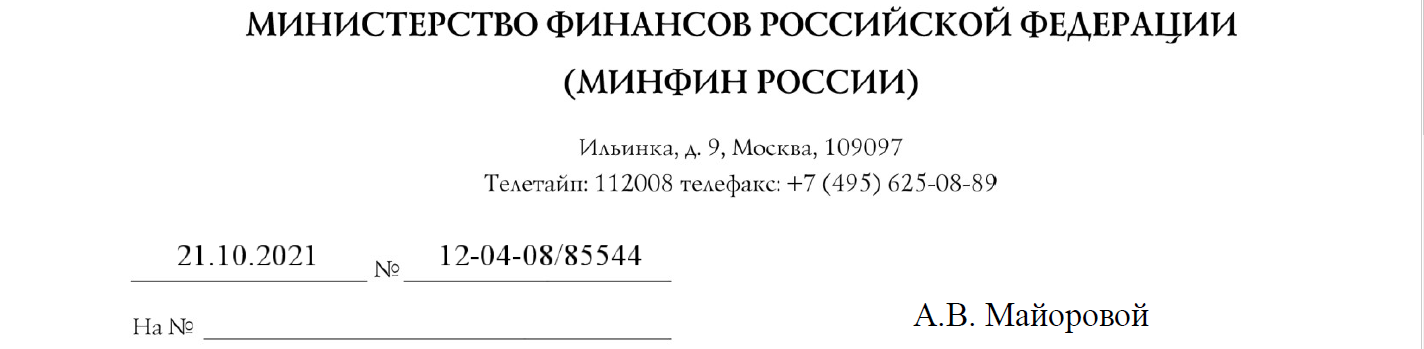 МИНИСТЕРСТВО ФИНАНСОВ РОССИЙСКОЙ ФЕДЕРАЦИИ
(МИНФИН РОССИИ)
Ильинка, д. 9, Москва, 109097
Телетайп: 112008 телефакс: +7 (495) 625-08-89
21.10.2021 № 12-04-08/85544
На №
А.В. Майоровой